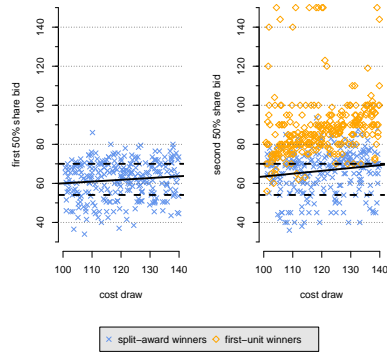 first 50% share bid
40 60 80 100 120 140
100 110 120 130 140
cost draw
second 50% share bid
40 60 80 100 120 140
100 110 120 130 140
cost draw
split−award winners first−unit winners